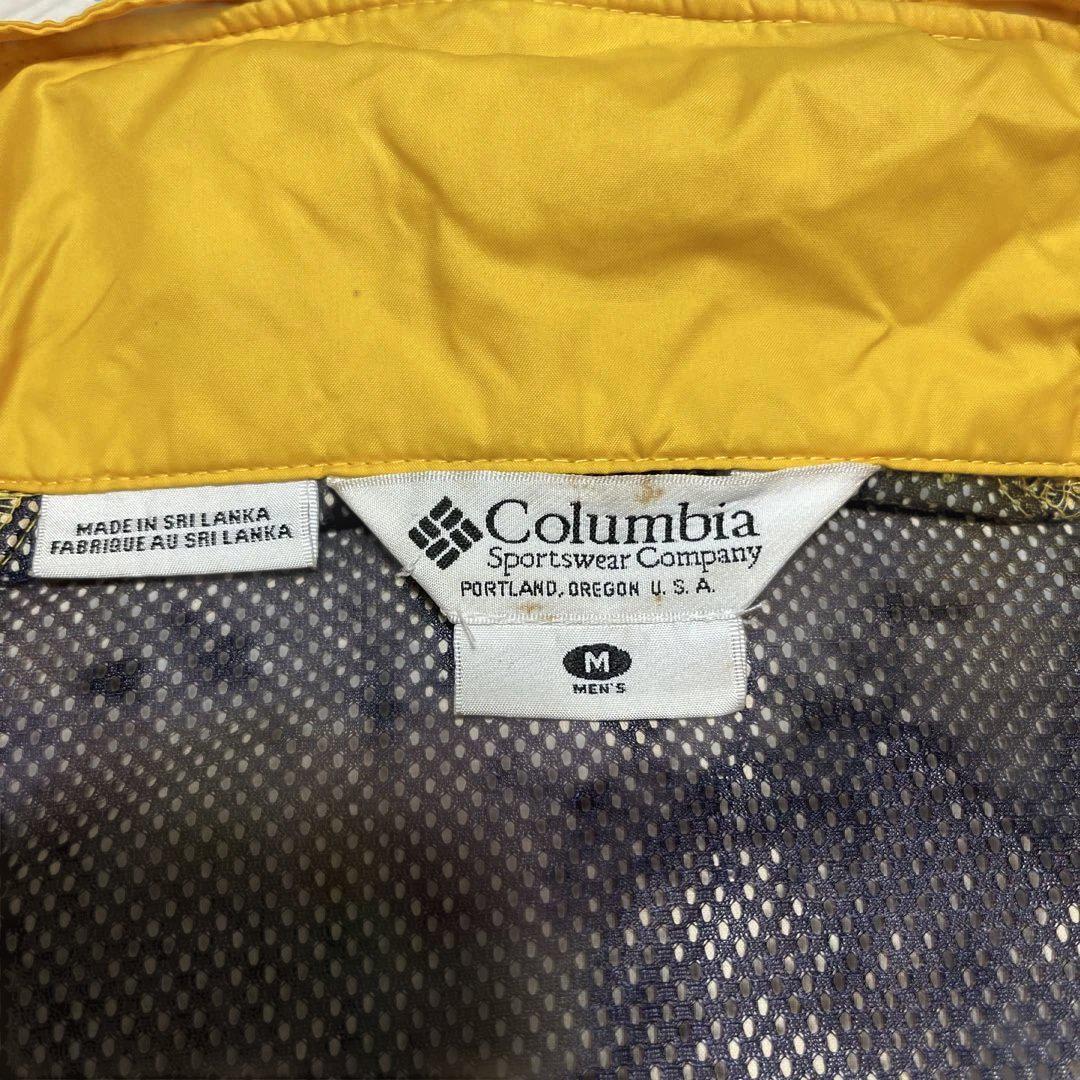 MADE IN SRI LANKA
FABRIQUE AU SRI LANKA
Columbia
Sportswear Company
PORTLAND, OREGON U.S.A.
M
MEN'S